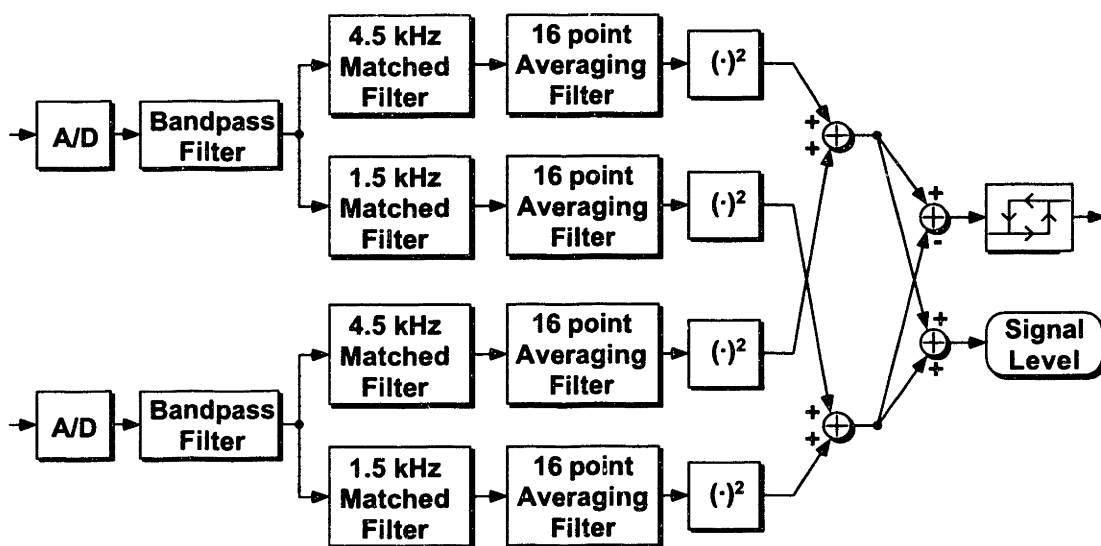 4.5 kHz
Matched
Filter
16 point
Averaging
Filter
(·)²
A/D
Bandpass
Filter
+
+
1.5 kHz
Matched
Filter
16 point
Averaging
Filter
(·)²
+
-
4.5 kHz
Matched
Filter
16 point
Averaging
Filter
(·)²
+
+
Signal
Level
A/D
Bandpass
Filter
+
+
1.5 kHz
Matched
Filter
16 point
Averaging
Filter
(·)²